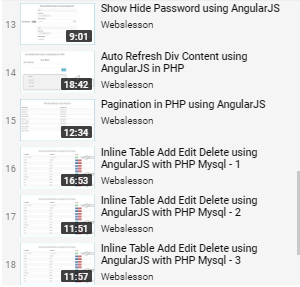 13
Show Hide Password using AngularJS
Webslesson
9:01
14
Auto Refresh Div Content using
AngularJS in PHP
Webslesson
18:42
15
Pagination in PHP using AngularJS
Webslesson
12:34
16
Inline Table Add Edit Delete using
AngularJS with PHP Mysql - 1
Webslesson
16:53
17
Inline Table Add Edit Delete using
AngularJS with PHP Mysql - 2
Webslesson
11:51
18
Inline Table Add Edit Delete using
AngularJS with PHP Mysql - 3
Webslesson
11:57